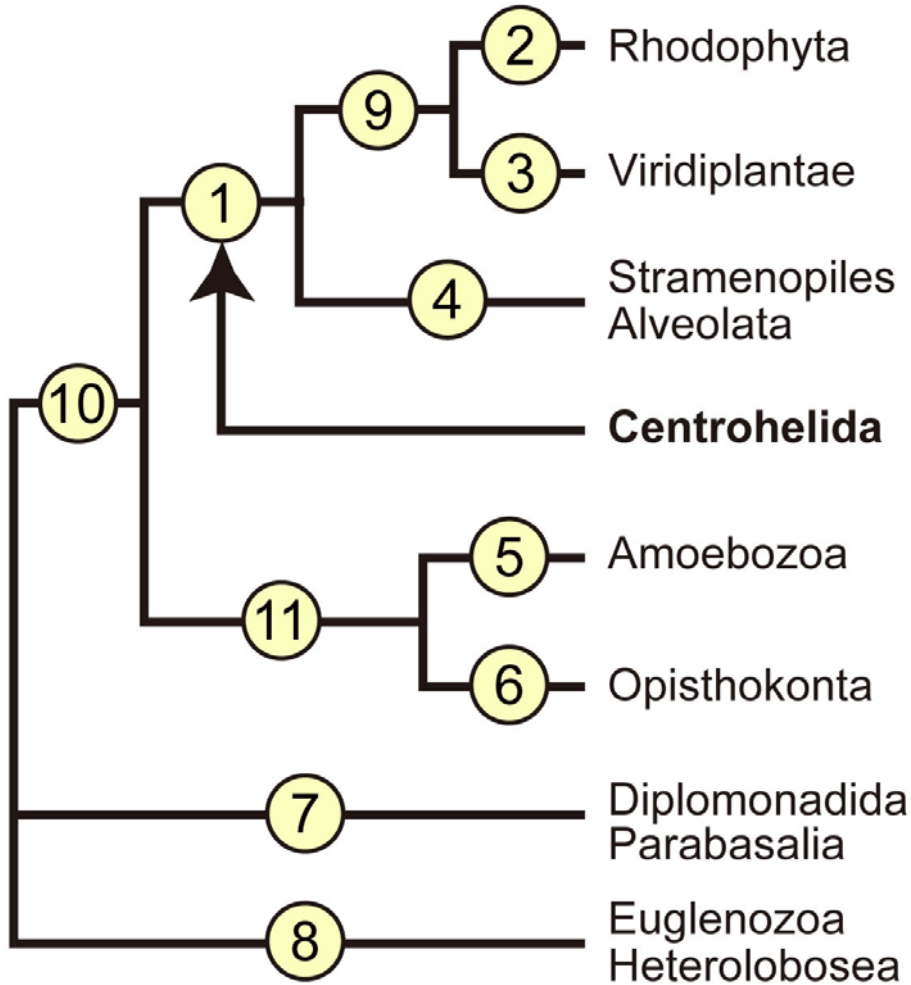 2 Rhodophyta
9
3 Viridiplantae
1
4 Stramenopiles
Alveolata
10
Centrohelida
5 Amoebozoa
11
6 Opisthokonta
7 Diplomonadida
Parabasalia
8 Euglenozoa
Heterolobosea